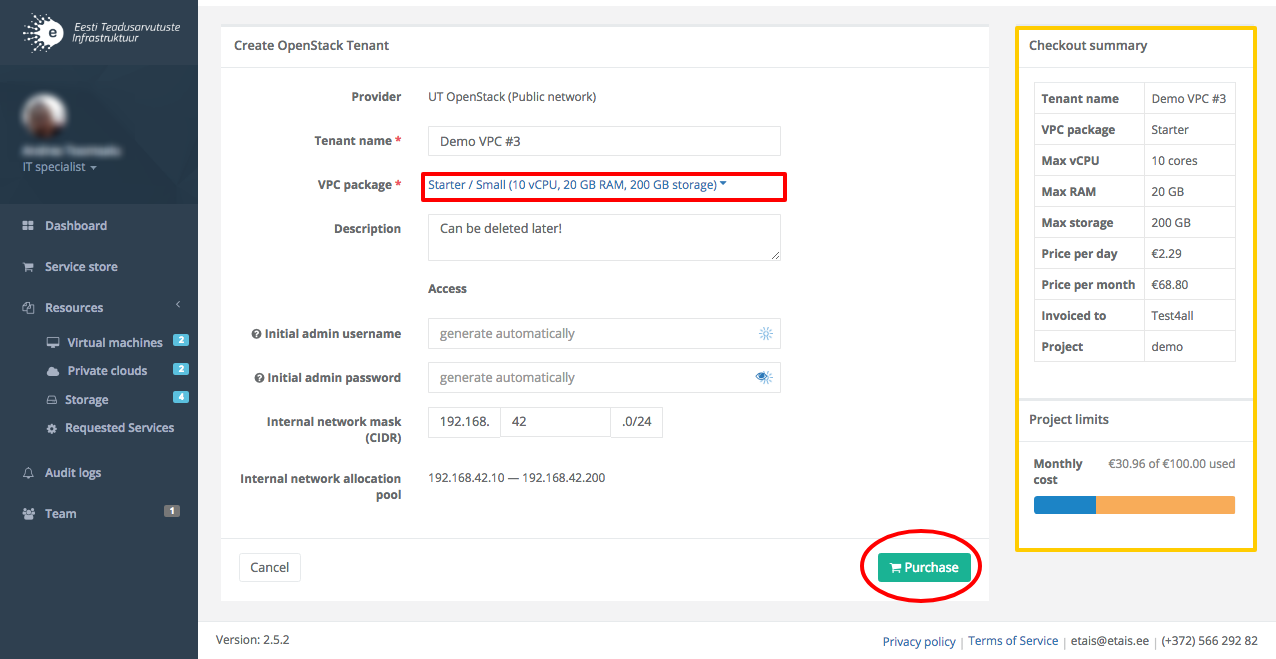 Eesti Teadusarvutuste
Infrastruktuur
IT specialist
Dashboard
Service store
Resources
Virtual machines 2
Private clouds 2
Storage 4
Requested Services
Audit logs
Team 1
Create OpenStack Tenant
Provider UT OpenStack (Public network)
Tenant name * Demo VPC #3
VPC package * Starter / Small (10 vCPU, 20 GB RAM, 200 GB storage)
Description Can be deleted later!
Access
Initial admin username generate automatically
Initial admin password generate automatically
Internal network mask
(CIDR) 192.168. 42 .0/24
Internal network allocation
pool 192.168.42.10 — 192.168.42.200
Cancel Purchase
Checkout summary
Tenant name Demo VPC #3
VPC package Starter
Max vCPU 10 cores
Max RAM 20 GB
Max storage 200 GB
Price per day €2.29
Price per month €68.80
Invoiced to Test4all
Project demo
Project limits
Monthly
cost €30.96 of €100.00 used
Version: 2.5.2
Privacy policy | Terms of Service | etais@etais.ee | (+372) 566 292 82